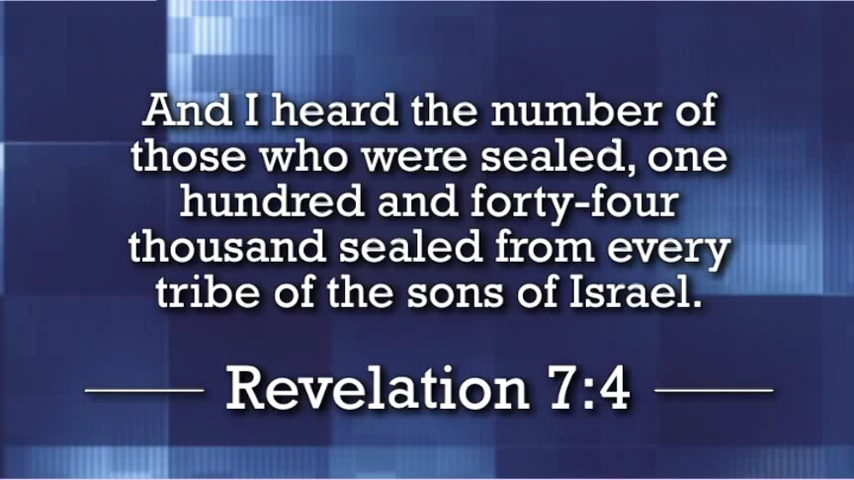 And I heard the number of
those who were sealed, one
hundred and forty-four
thousand sealed from every
tribe of the sons of Israel.
Revelation 7:4